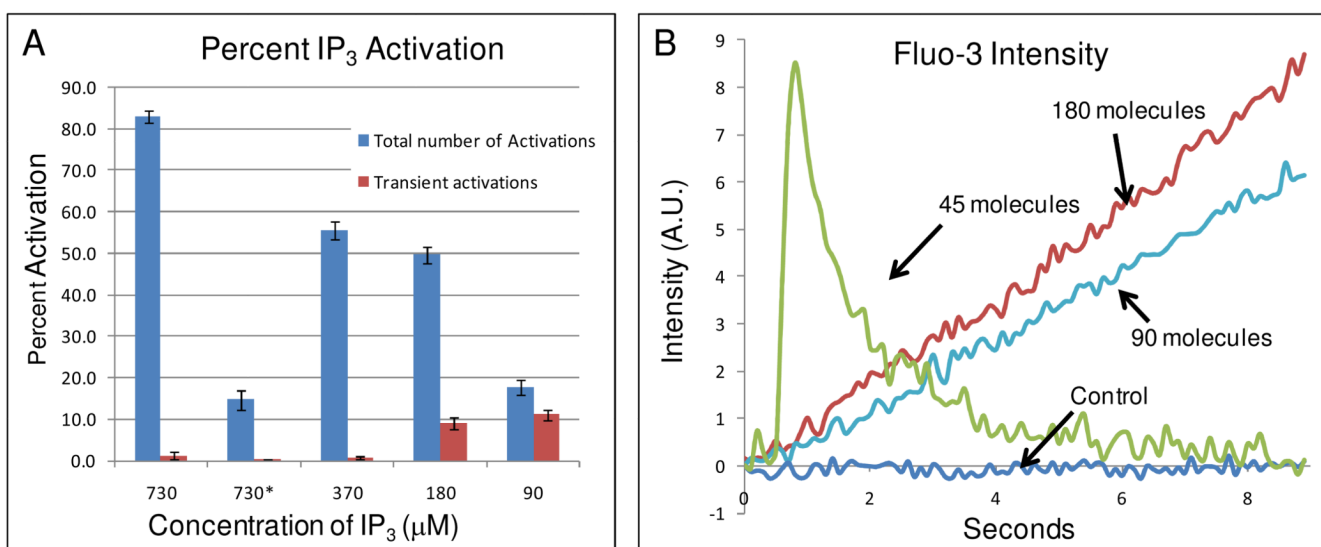 A
Percent IP₃ Activation
90.0
80.0
70.0
60.0
50.0
40.0
30.0
20.0
10.0
0.0
Percent Activation
Total number of Activations
Transient activations
730
730*
370
180
90
Concentration of IP₃ (µM)
B
Fluo-3 Intensity
9
8
7
6
5
4
3
2
1
0
-1
Intensity (A.U.)
180 molecules
45 molecules
90 molecules
Control
0
2
4
6
8
Seconds